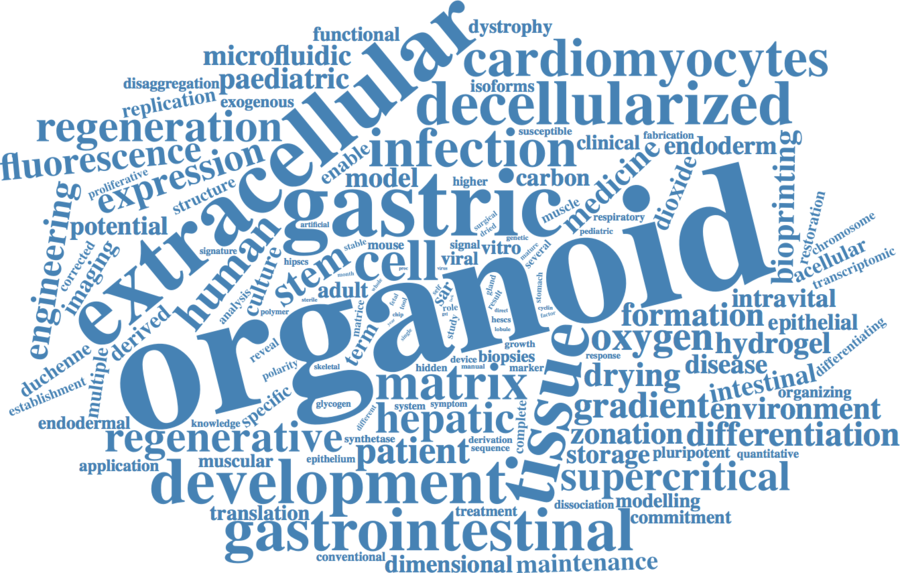 dystrophy
functional
extracellular
microfluidic
cardiomyocytes
disaggregation
paediatric
isoforms
replication
exogenous
decellularized
regeneration
susceptible
fabrication
infection
clinical
endoderm
fluorescence
enable
expression
proliferative
structure
model
higher
carbon
medicine
dioxide
bioprinting
gastric
muscle
respiratory
restoration
engineering
potential
artificial
surgical
dried
pediatric
chromosome
human
signature
stable
mouse
signal
genetic
vitro
mature
several
acellular
transcriptomic
corrected
imaging
hipscs
stem
cell
viral
organoid
culture
analysis
adult
sar
gland
result
stomach
intravital
duchenne
derived
polymer
sterile
matrice
term
role
study
direct
hescs
cystic
factor
formation
epithelial
establishment
multiple
reveal
polarity
skeletal
growth
device
biopsies
hidden
manual
marker
response
oxygen
hydrogel
differentiating
tissue
matrix
drying
disease
intestinal
organizing
endodermal
knowledge
specific
glycogen
different
system
symptom
complete
gradient
environment
hepatic
regenerative
synthetase
derivation
sequence
zonation
differentiation
application
muscular
epithelium
patient
storage
pluripotent
quantitative
development
supercritical
translation
treatment
dissociation
modelling
gastrointestinal
commitment
conventional
dimensional
maintenance